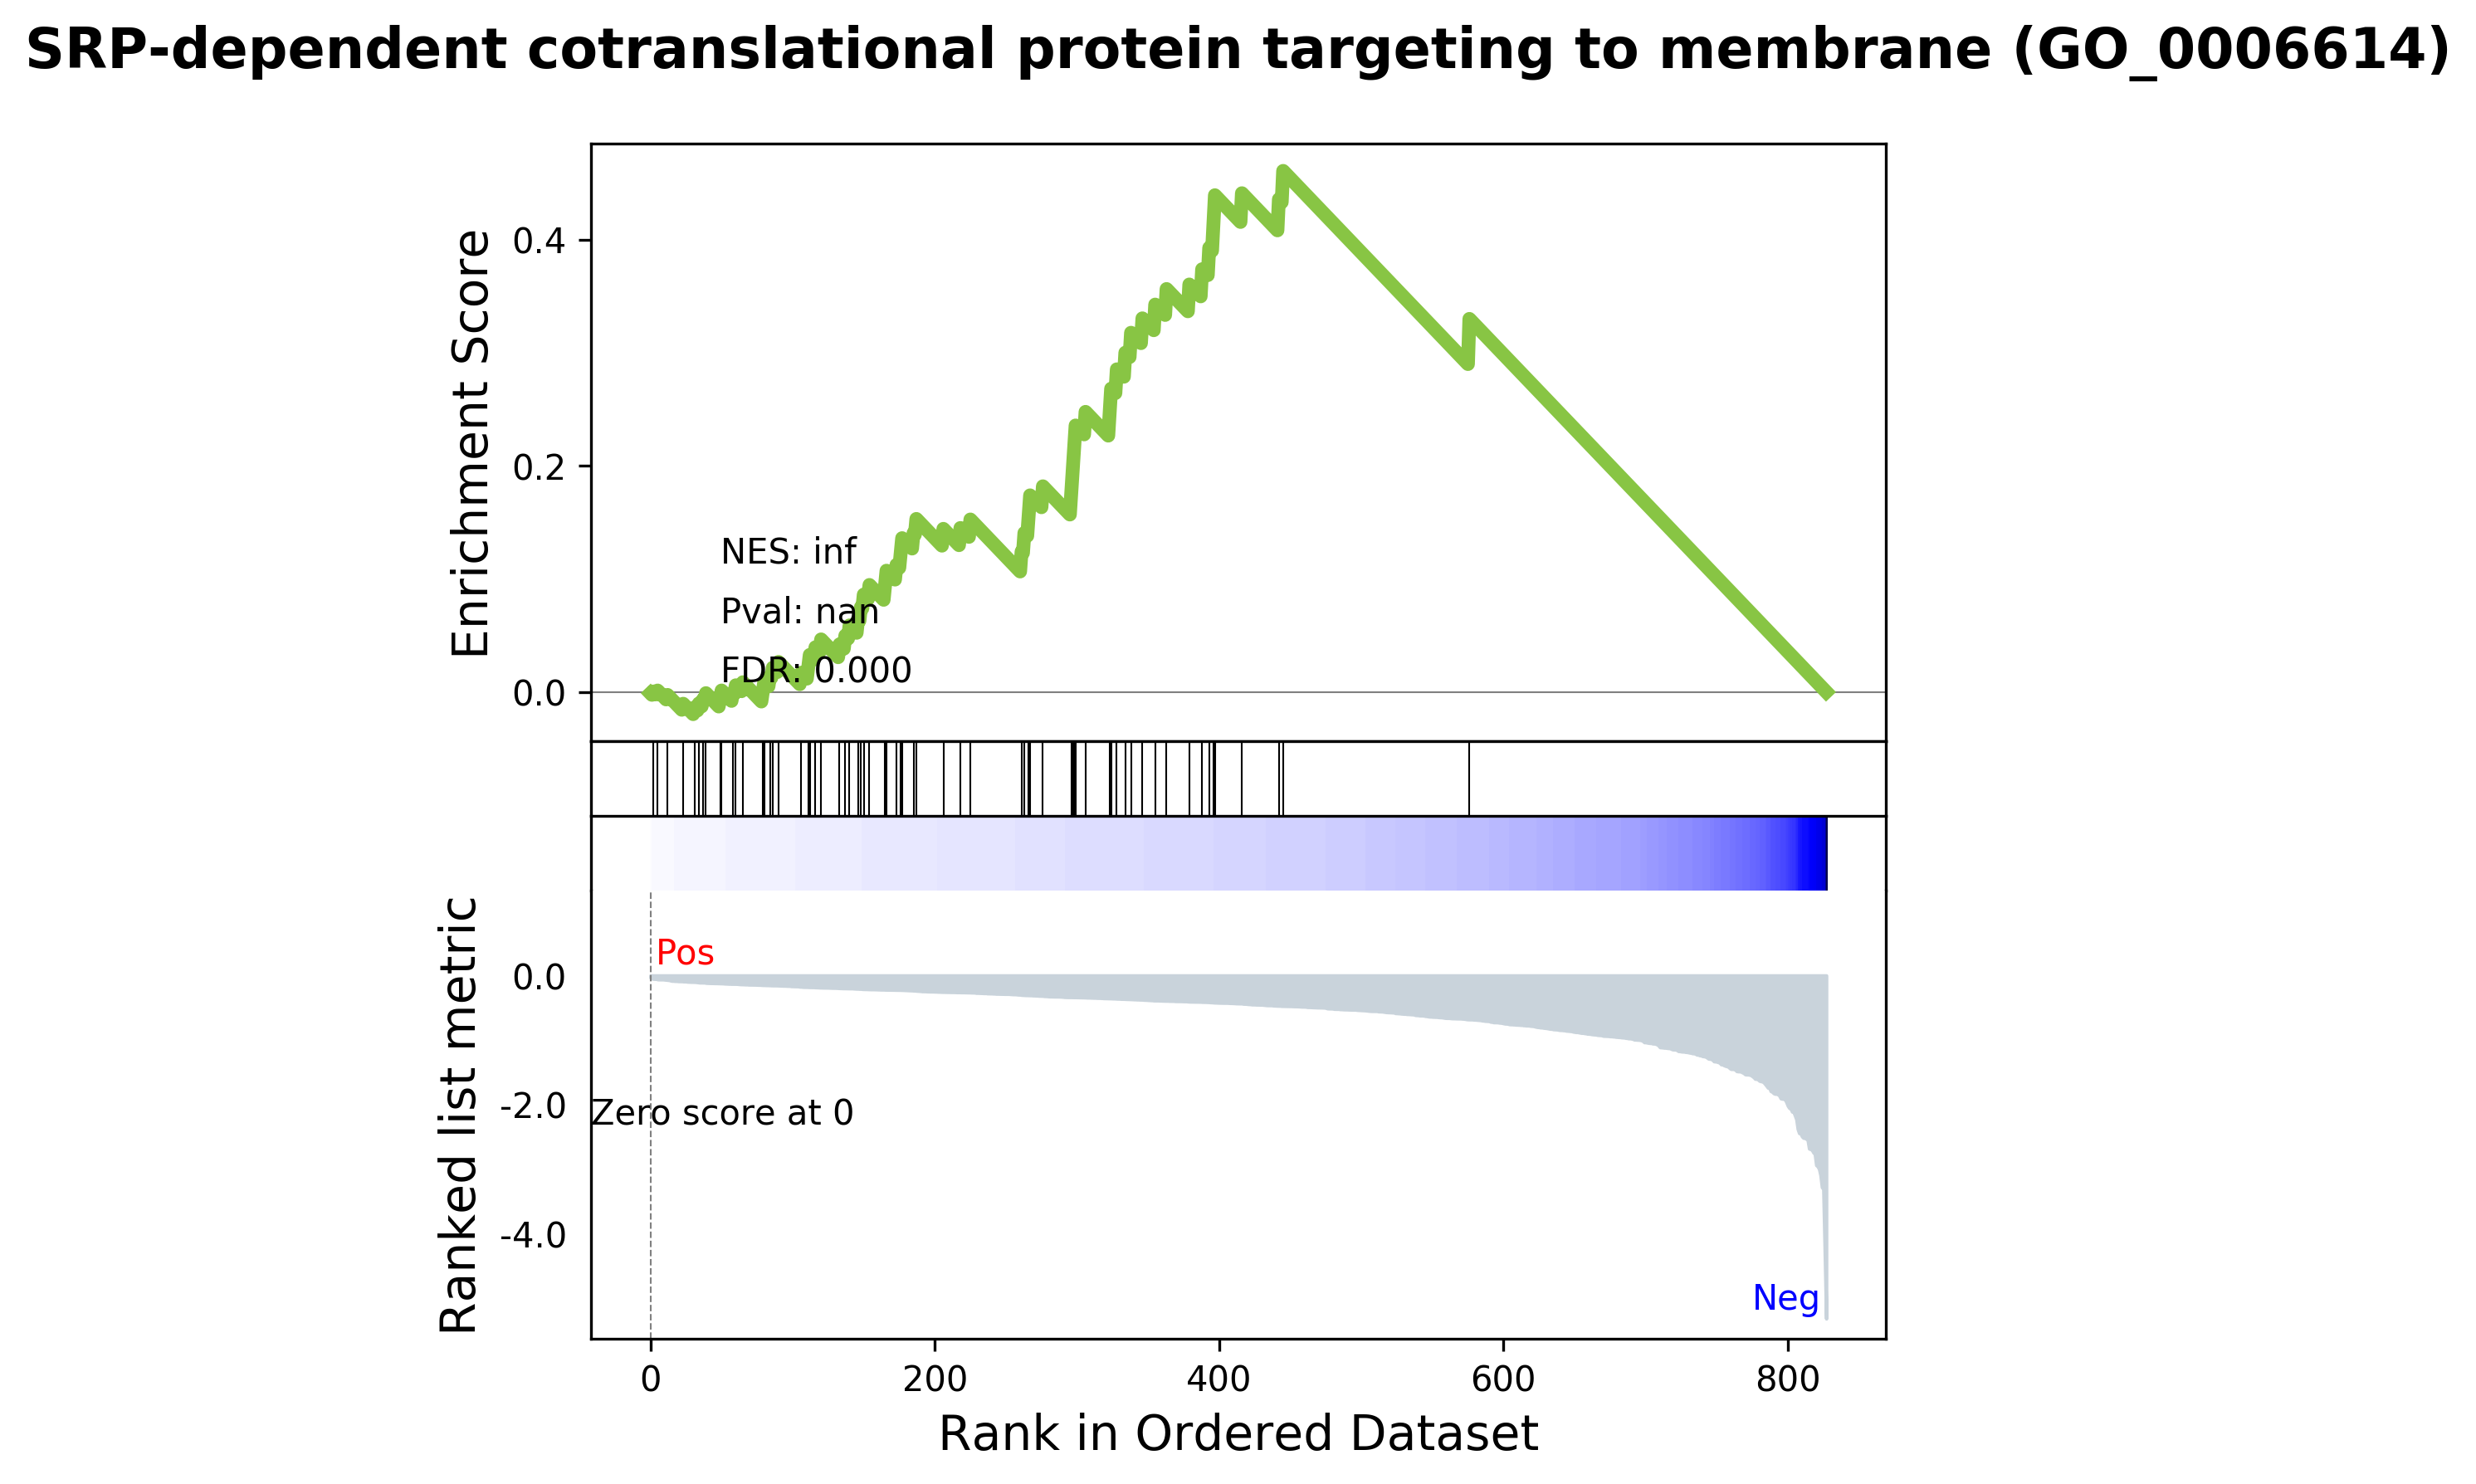 SRP-dependent cotranslational protein targeting to membrane (GO_0006614)
Enrichment Score
0.4
0.2
0.0
NES: inf
Pval: nan
FDR: 0.000
Ranked list metric
0.0
-2.0
-4.0
Pos
Zero score at 0
Neg
0
200
400
600
800
Rank in Ordered Dataset